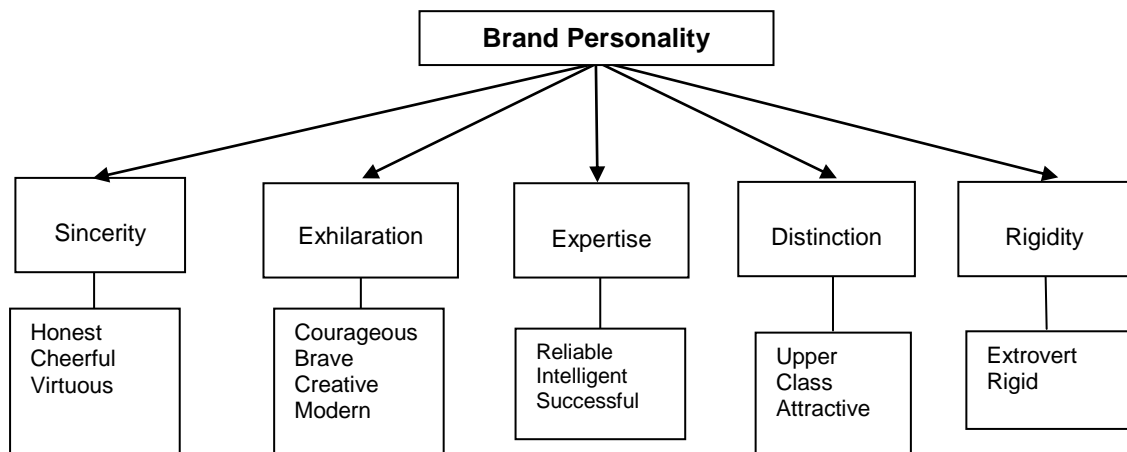 Brand Personality
Sincerity
Exhilaration
Expertise
Distinction
Rigidity
Honest
Cheerful
Virtuous
Courageous
Brave
Creative
Modern
Reliable
Intelligent
Successful
Upper
Class
Attractive
Extrovert
Rigid